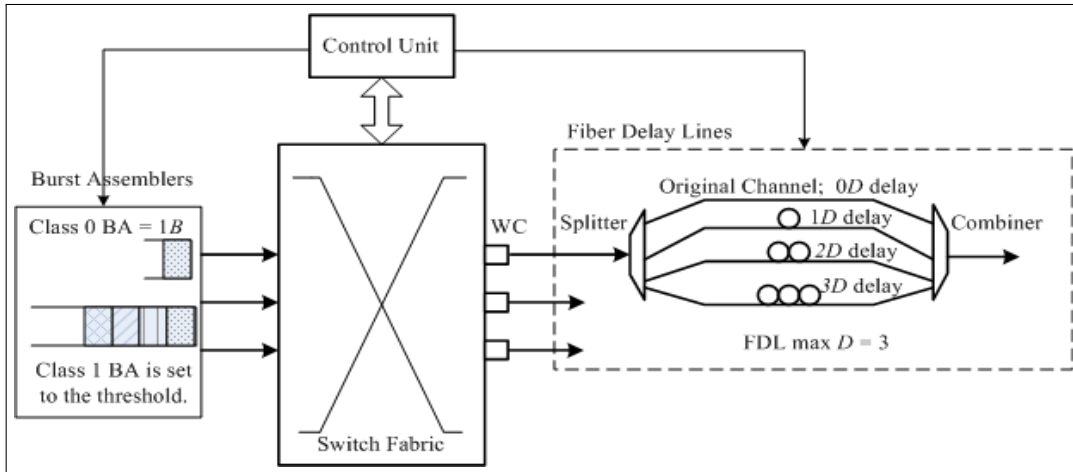 Control Unit
Fiber Delay Lines
Burst Assemblers
Class 0 BA = 1B
Class 1 BA is set
to the threshold.
Switch Fabric
WC
Splitter
Original Channel; 0D delay
1D delay
2D delay
3D delay
Combiner
FDL max D = 3